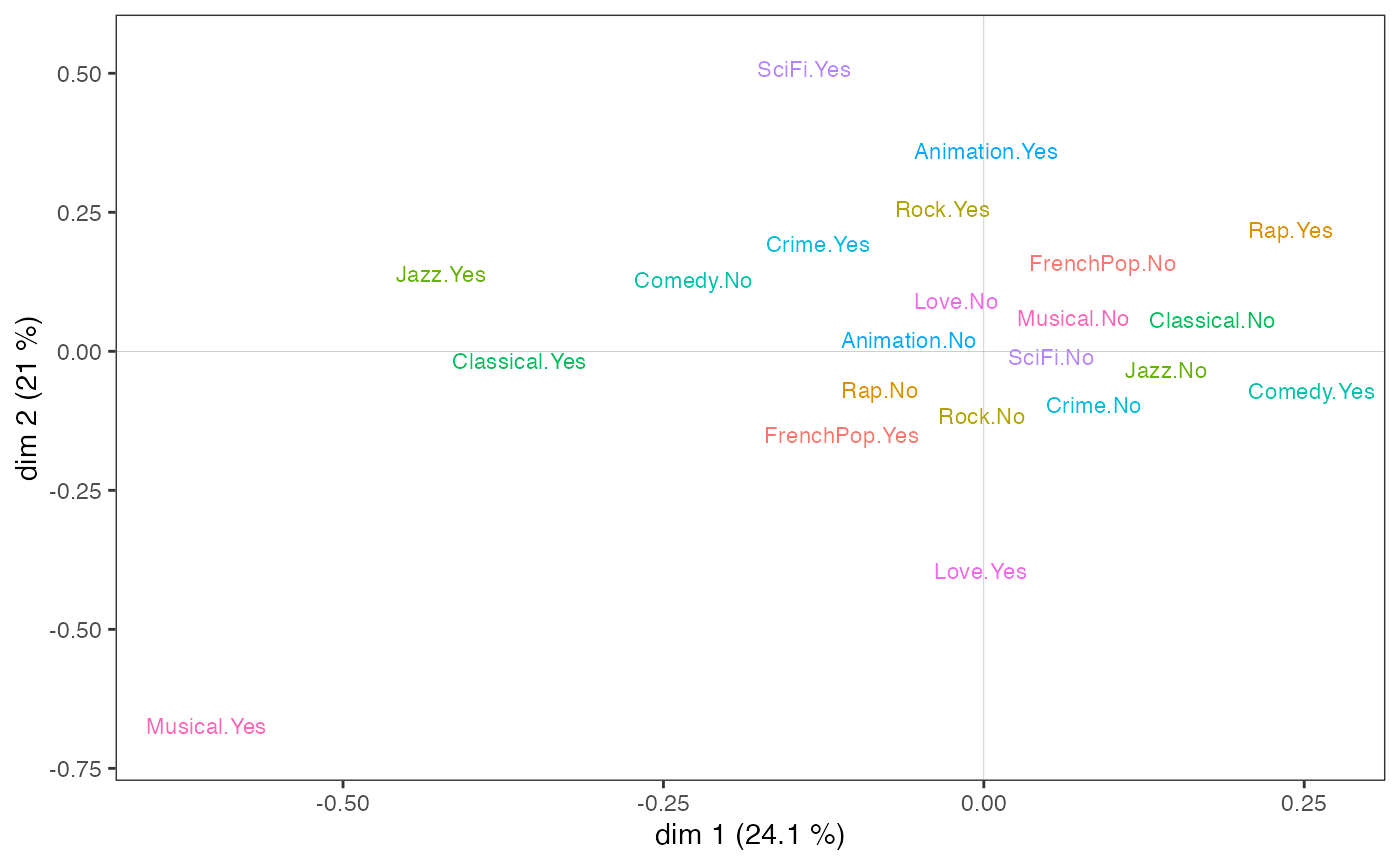 SciFi.Yes
0.50
Animation.Yes
Rock.Yes
0.25
Rap.Yes
Crime.Yes
FrenchPop.No
Jazz.Yes
Comedy.No
Love.No
Musical.No
Classical.No
Animation.No
0.00
SciFi.No
Classical.Yes
Jazz.No
Rap.No
Comedy.Yes
Crime.No
Rock.No
FrenchPop.Yes
dim 2 (21 %)
-0.25
Love.Yes
-0.50
Musical.Yes
-0.75
-0.50 -0.25 0.00 0.25
dim 1 (24.1 %)